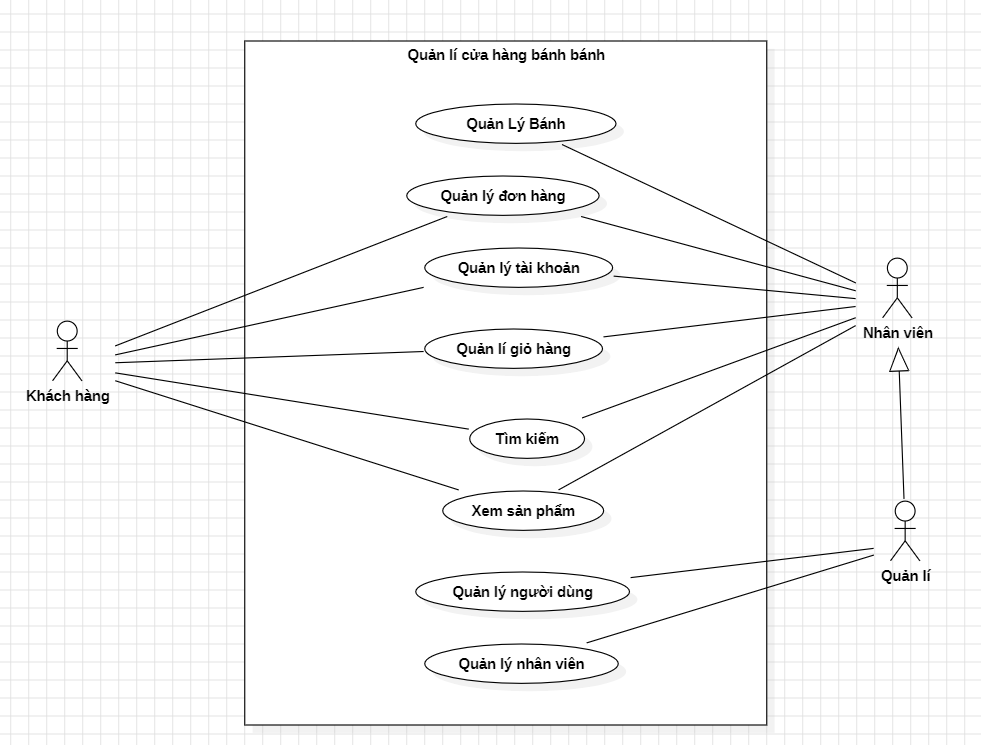 Quản lí cửa hàng bánh bánh
Quản Lý Bánh
Quản lý đơn hàng
Quản lý tài khoản
Quản lí giỏ hàng
Tìm kiếm
Xem sản phẩm
Quản lý người dùng
Quản lý nhân viên
Khách hàng
Nhân viên
Quản lí